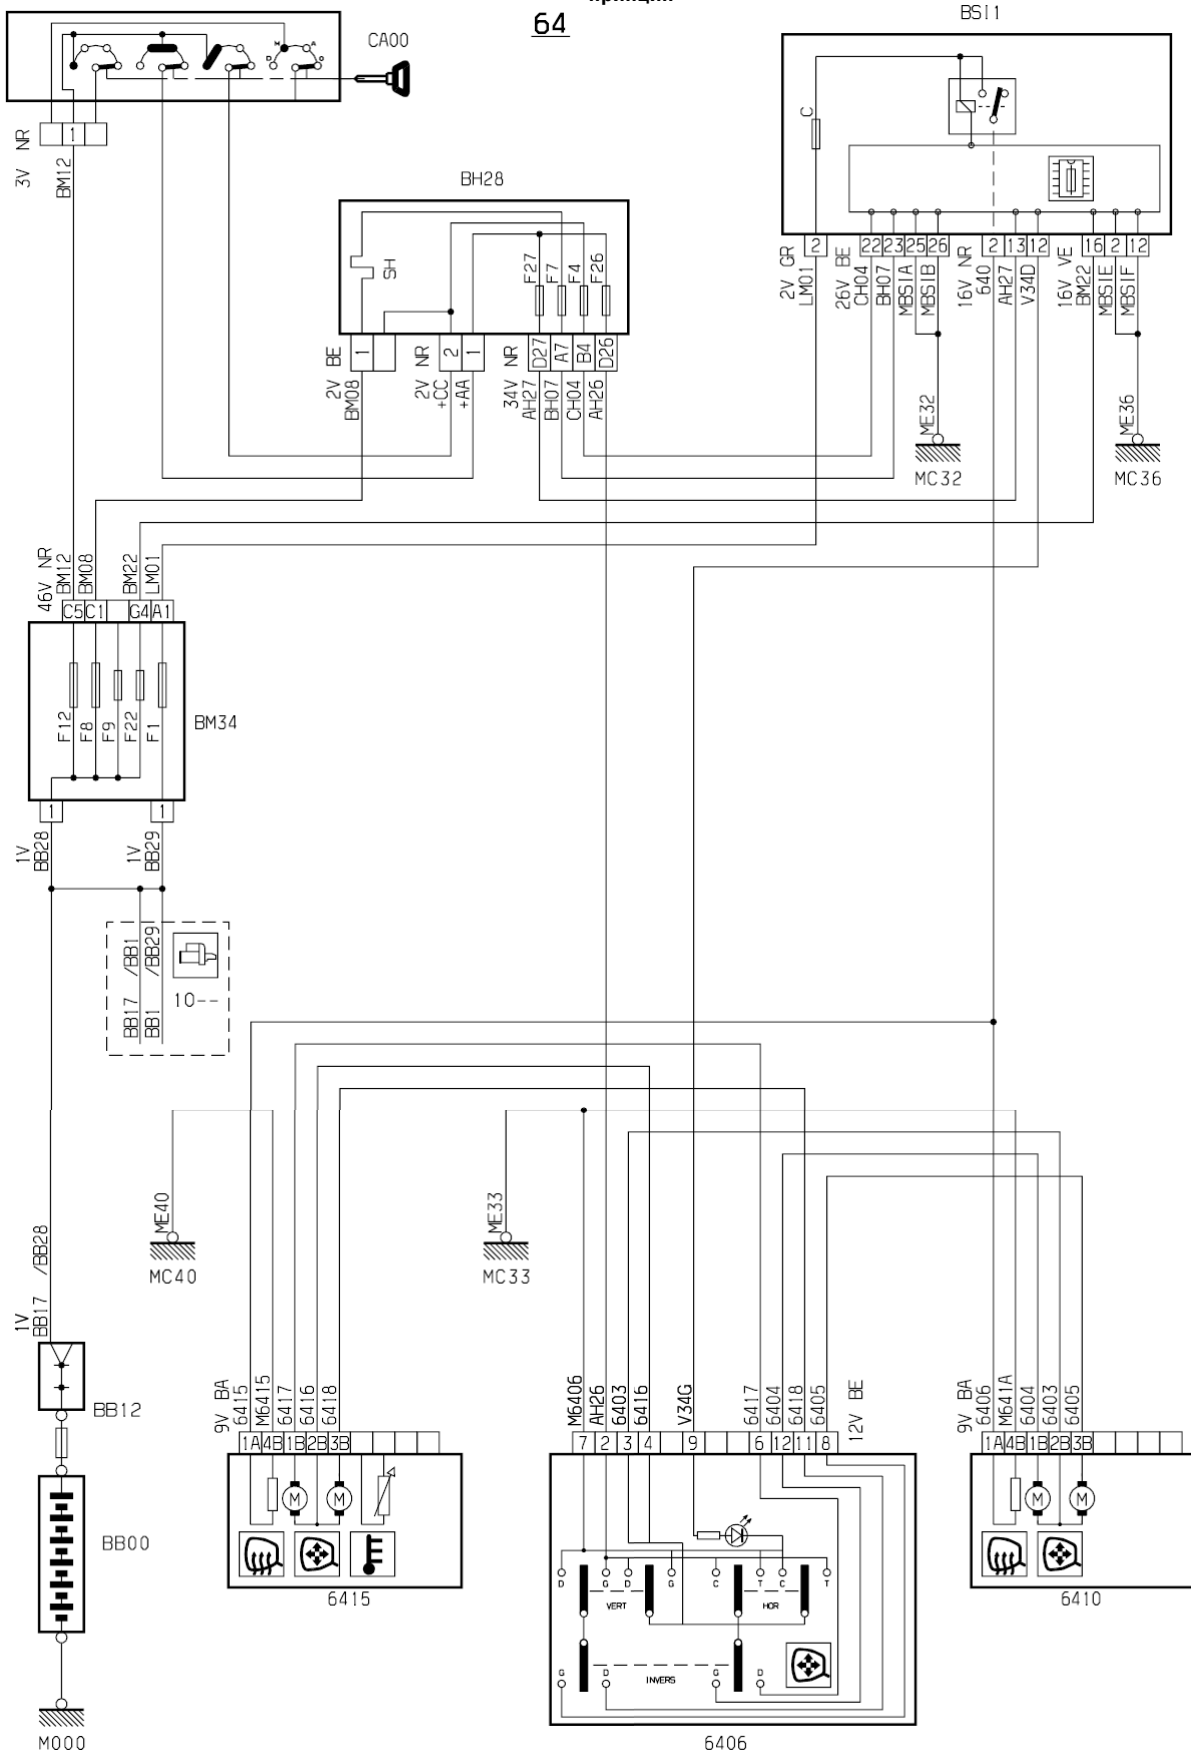 принцип
64
BSI1
CA00
M A
D O
3V NR
1
BM12
BH28
SH
F27 F7 F4 F26
C
2V BE
1
BM08
2V NR
2 1
+CC
+AA
34V NR
D27 A7 B4 D26
AH27
BH07
CH04
AH26
2V GR
2
LM01
26V BE
22 23 25 26
CH04
BH07
MBSIA
MBSIB
16V NR
2 13 12
640
AH27
V34D
16V VE
16 2 12
BM22
MBSIE
MBSIF
ME32
MC32
ME36
MC36
46V NR
BM12
BM08
BM22
LM01
C5 C1 G4 A1
F12 F8 F9 F22 F1
BM34
1 1
1V
BB28
1V
BB29
BB17 /BB1
BB1 /BB29
10--
ME40
MC40
ME33
MC33
1V
BB17 /BB28
BB12
BB00
M000
9V BA
6415
M6415
6417
6416
6418
1A 4B 1B 2B 3B
M M
6415
M6406
AH26
6403
6416
V34G
6417
6404
6418
6405
12V BE
7 2 3 4 9 6 12 11 8
D G D G C T C T
VERT HOR
G D G D
INVERS
6406
9V BA
6406
M641A
6404
6403
6405
1A 4B 1B 2B 3B
M M
6410